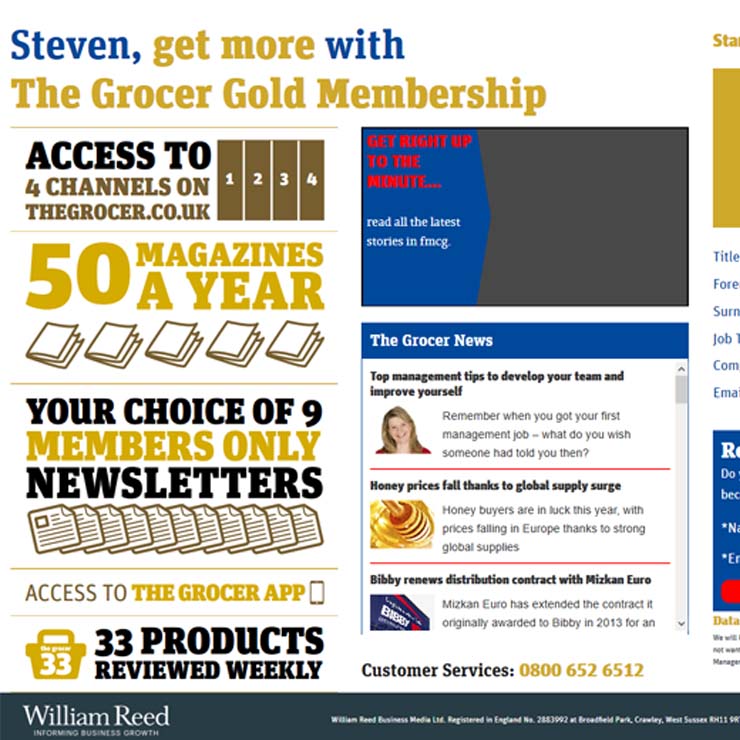 Steven, get more with
The Grocer Gold Membership
ACCESS TO
4 CHANNELS ON
THEGROCER.CO.UK
1 2 3 4
50 MAGAZINES
A YEAR
YOUR CHOICE OF 9
MEMBERS ONLY
NEWSLETTERS
ACCESS TO THE GROCER APP
the grocer
33
33 PRODUCTS
REVIEWED WEEKLY
GET RIGHT UP
TO THE
MINUTE....
read all the latest
stories in fmcg.
The Grocer News
Top management tips to develop your team and
improve yourself
Remember when you got your first
management job – what do you wish
someone had told you then?
Honey prices fall thanks to global supply surge
Honey buyers are in luck this year, with
prices falling in Europe thanks to strong
global supplies
Bibby renews distribution contract with Mizkan Euro
BIBBY
Mizkan Euro has extended the contract it
originally awarded to Bibby in 2013 for an
Customer Services: 0800 652 6512
Star
Title
Fore
Surn
Job T
Com
Emai
Re
Do y
bec
*Na
*Em
Data
We will
not want
Manager
William Reed
INFORMING BUSINESS GROWTH
William Reed Business Media Ltd. Registered in England No. 2883992 at Broadfield Park, Crawley, West Sussex RH11 9RT